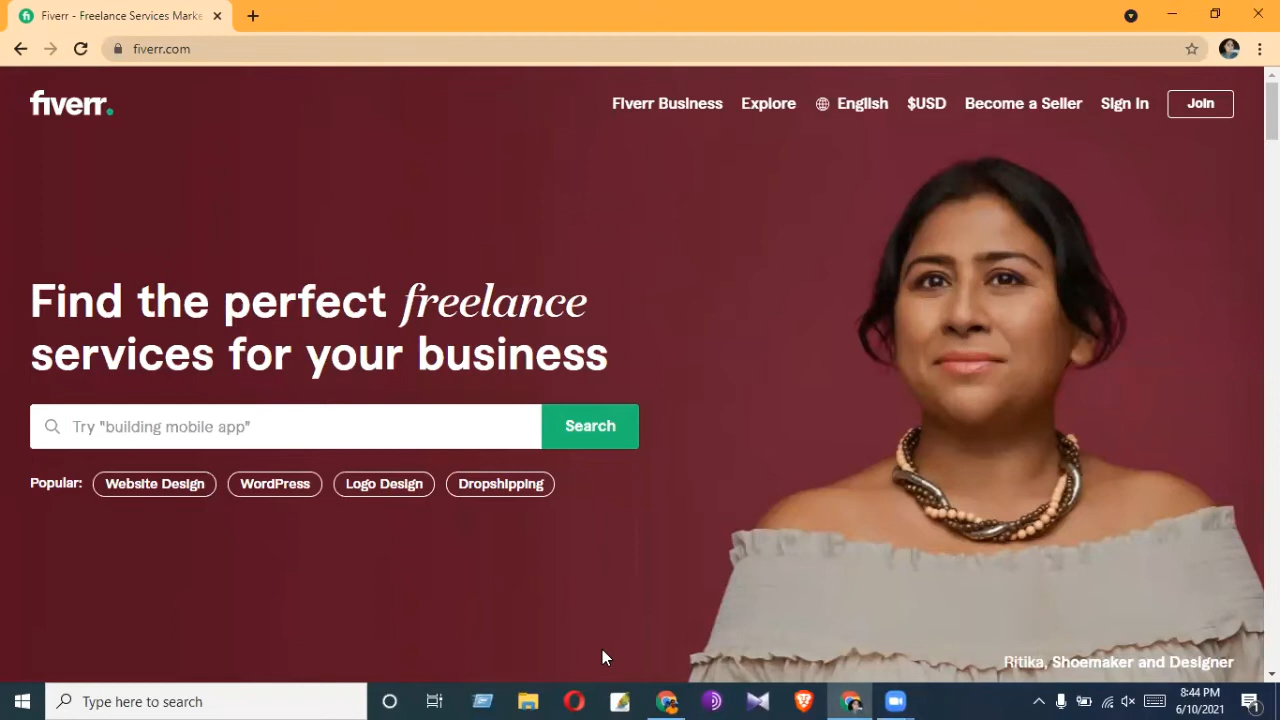 Fiverr - Freelance Services Marke
fiverr.com
fiverr.
Fiverr Business
Explore
English
$USD
Become a Seller
Sign In
Join
Find the perfect freelance
services for your business
Try "building mobile app"
Search
Popular:
Website Design
WordPress
Logo Design
Dropshipping
Ritika, Shoemaker and Designer
Type here to search
8:44 PM
6/10/2021
1